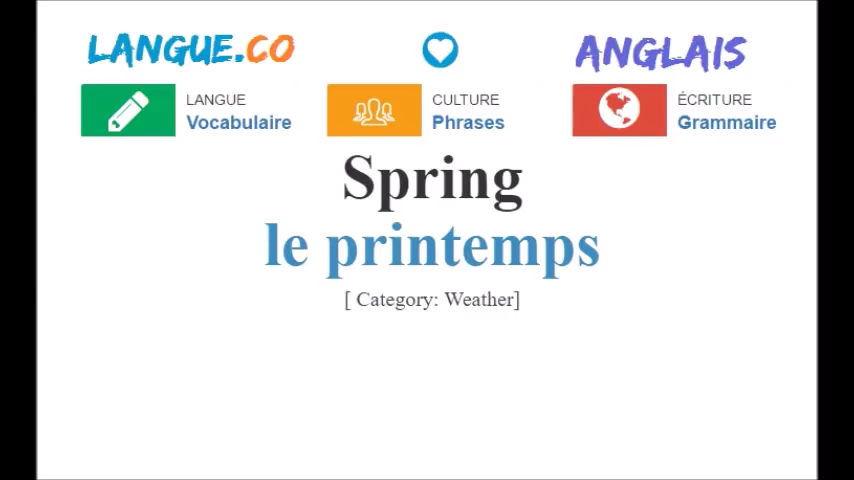 LANGUE.CO ANGLAIS
LANGUE CULTURE ÉCRITURE
Vocabulaire Phrases Grammaire
Spring
le printemps
[ Category: Weather]